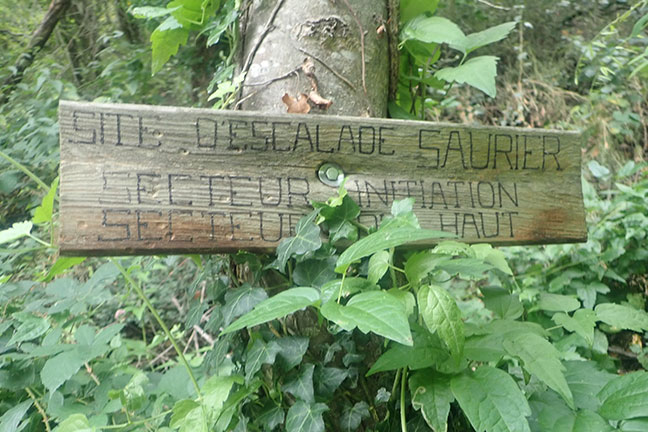 SITE D'ESCALADE SAURIER
SECTEUR INITIATION
SECTEUR HAUT